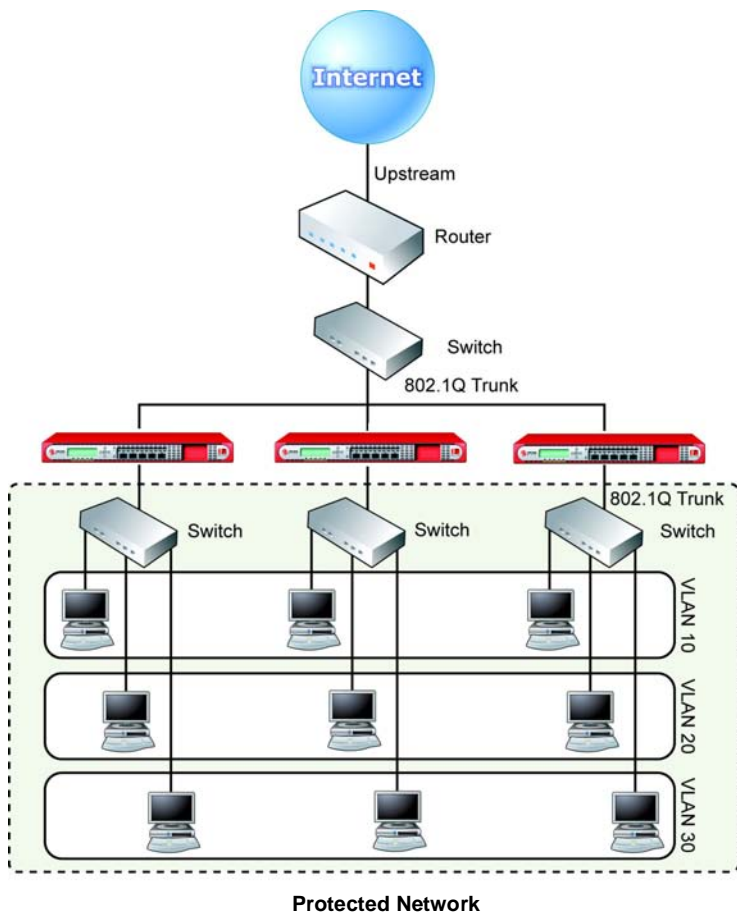 Internet
Upstream
Router
Switch
802.1Q Trunk
802.1Q Trunk
Switch
Switch
Switch
VLAN 10
VLAN 20
VLAN 30
Protected Network